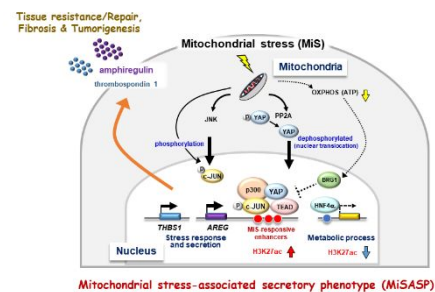 Tissue resistance/Repair,
Fibrosis & Tumorigenesis
amphiregulin
thrombospondin 1
Mitochondrial stress (MiS)
Mitochondria
OXPHOS (ATP)
JNK
Pi YAP
PP2A
YAP
phosphorylation
dephosphorylated
(nuclear translocation)
P
c-JUN
BRG1
p300
YAP
P
c-JUN
TEAD
HNF4α
THBS1
AREG
MiS responsive
enhancers
Stress response
and secretion
Metabolic process
Nucleus
H3K27ac
H3K27ac
Mitochondrial stress-associated secretory phenotype (MiSASP)